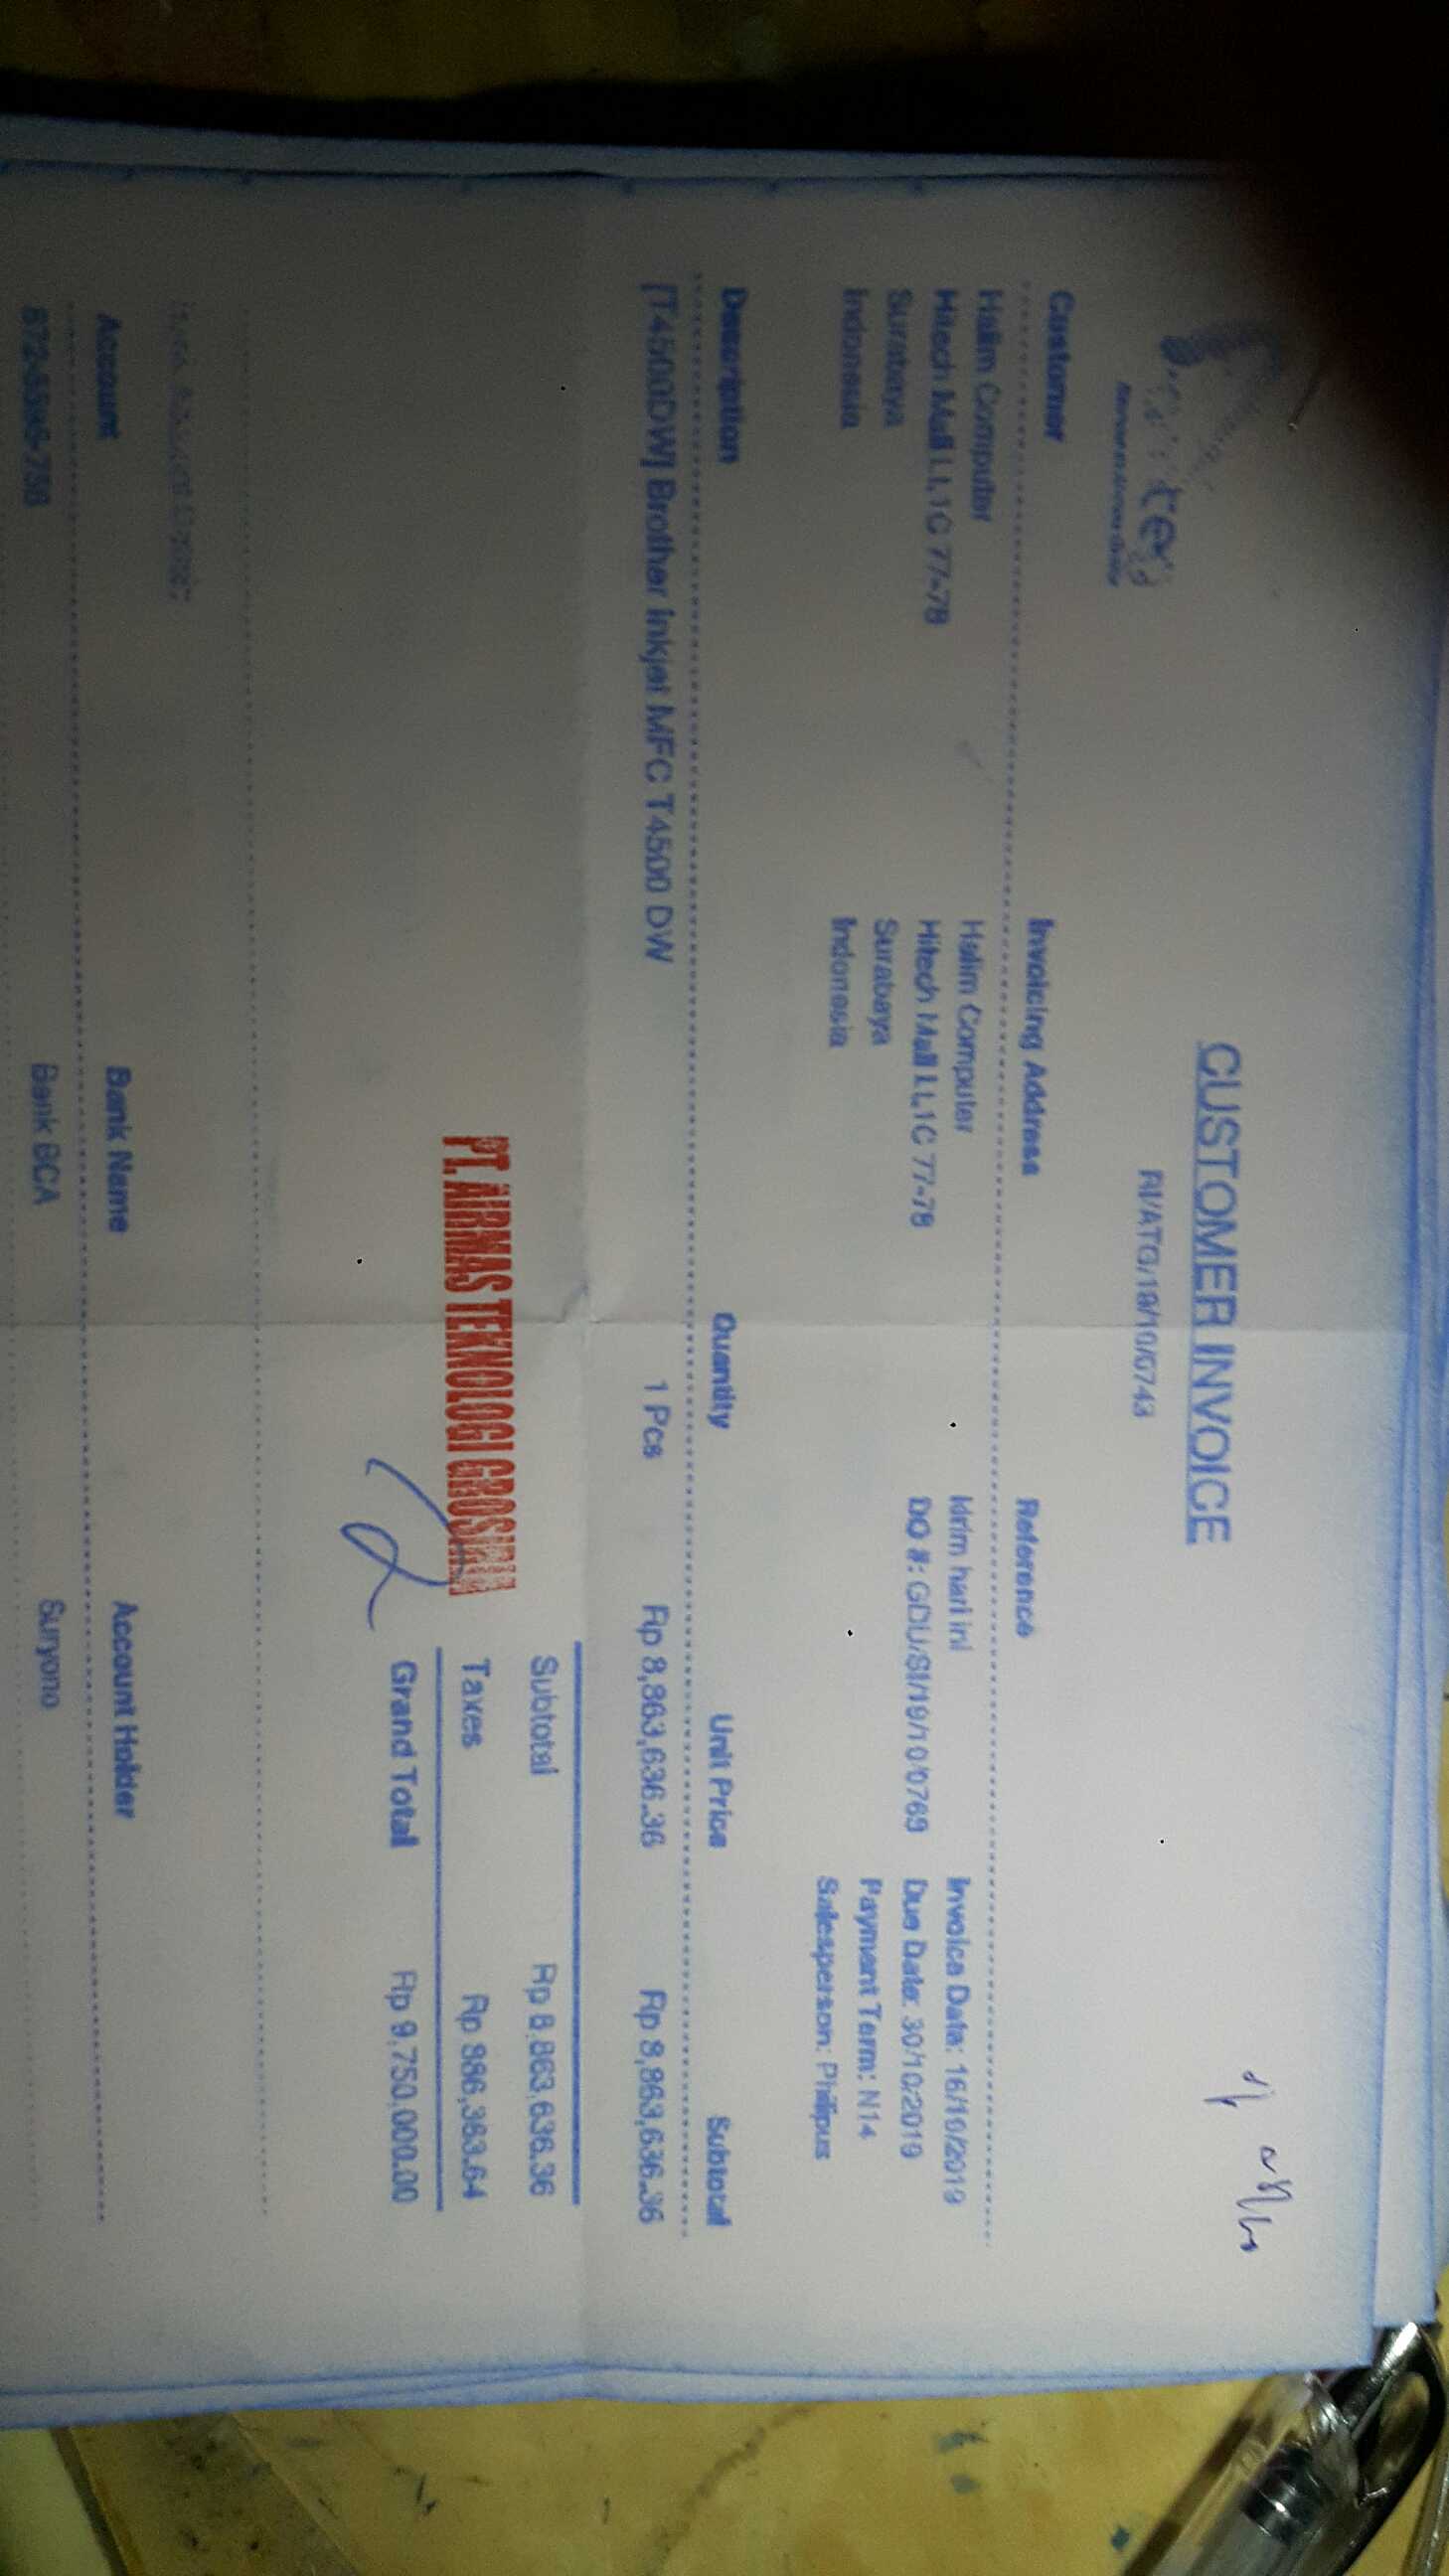 CUSTOMER INVOICE
RI/ATG/19/10/0743
Customer
Halim Computer
Hitech Mall Lt.1C 77-78
Surabaya
Indonesia
Invoicing Address
Halim Computer
Hitech Mall Lt.1C 77-78
Surabaya
Indonesia
Reference
kirim hari ini
DO #: GDU/SI/19/10/0769
Invoice Date: 16/10/2019
Due Date: 30/10/2019
Payment Term: N14
Salesperson: Philipus
Description Quantity Unit Price Subtotal
[T4500DW] Brother Inkjet MFC T4500 DW 1 Pcs Rp 8,863,636.36 Rp 8,863,636.36
Subtotal Rp 8,863,636.36
Taxes Rp 886,363.64
Grand Total Rp 9,750,000.00
PT. ARMAS TEKNOLOGI GROSIR
Account Bank Name Account Holder
Bank BCA Suryono